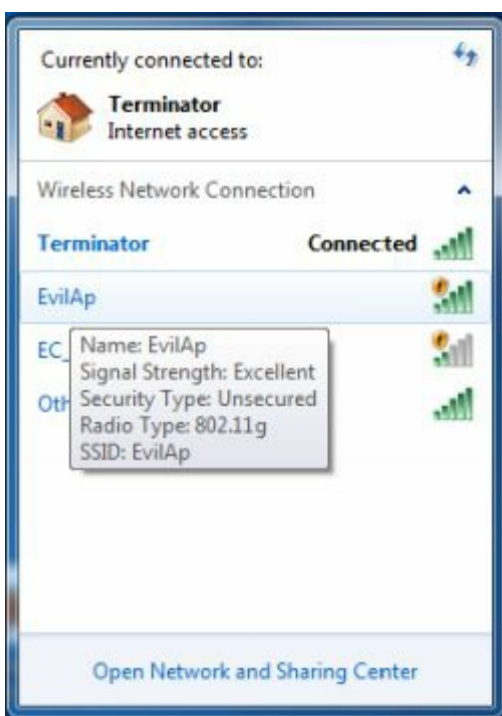 Currently connected to:
Terminator
Internet access
Wireless Network Connection
Terminator Connected
EvilAp
EC_
Name: EvilAp
Signal Strength: Excellent
Security Type: Unsecured
Radio Type: 802.11g
SSID: EvilAp
Open Network and Sharing Center